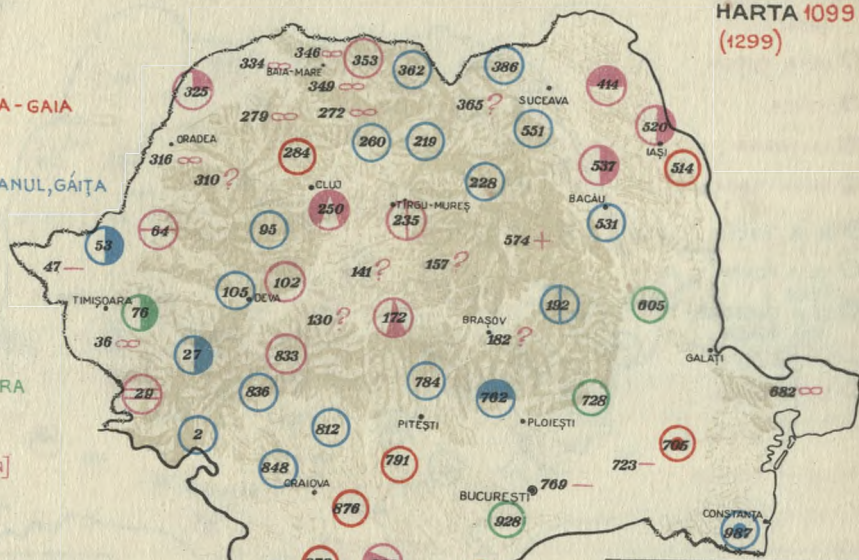 HARTA 1099
(1299)
346 353
334 BAIA-MARE 362 386
349
325 365 ? SUCEAVA 414
A-GAIA
279 272
ORADEA 260 219 551 520
IAȘI
316 284 537 514
310 ? CLUJ 228
ANUL, GÁIȚA
250 TÎRGU-MUREȘ BACĂU
235 531
64 95
53 574 +
47 — 141 ? 157 ?
105 DEVA 102
TIMIȘOARA 76 192 605
130 ? 172 BRAȘOV
182 ?
36 27 833 GALAȚI
784
RA
29 836 762 728 682
PITEȘTI PLOIEȘTI
2 812
705
848 791 723 —
CRAIOVA
BUCUREȘTI 769 —
876 928 CONSTANȚA
987